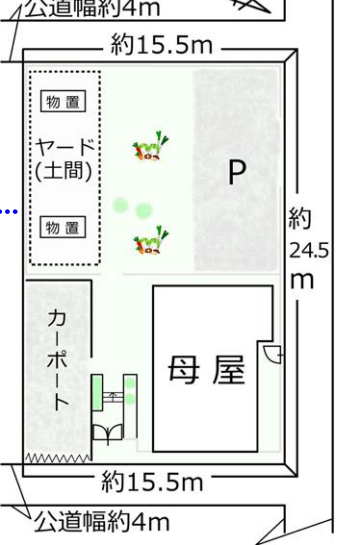 公道幅約4m
約15.5m
物置
ヤード
(土間)
P
物置
約
24.5
m
カーポート
母屋
約15.5m
公道幅約4m